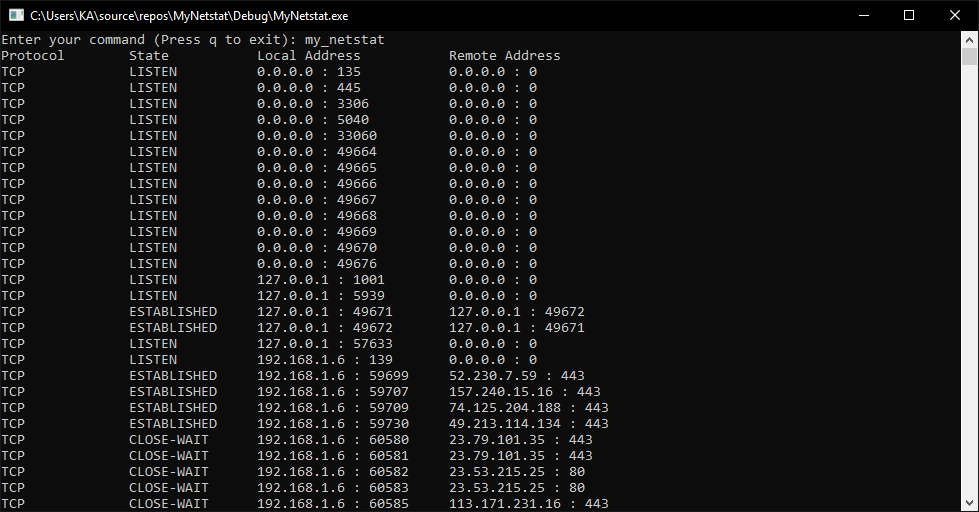 C:\Users\KA\source\repos\MyNetstat\Debug\MyNetstat.exe
Enter your command (Press q to exit): my_netstat
Protocol State Local Address Remote Address
TCP LISTEN 0.0.0.0 : 135 0.0.0.0 : 0
TCP LISTEN 0.0.0.0 : 445 0.0.0.0 : 0
TCP LISTEN 0.0.0.0 : 3306 0.0.0.0 : 0
TCP LISTEN 0.0.0.0 : 5040 0.0.0.0 : 0
TCP LISTEN 0.0.0.0 : 33060 0.0.0.0 : 0
TCP LISTEN 0.0.0.0 : 49664 0.0.0.0 : 0
TCP LISTEN 0.0.0.0 : 49665 0.0.0.0 : 0
TCP LISTEN 0.0.0.0 : 49666 0.0.0.0 : 0
TCP LISTEN 0.0.0.0 : 49667 0.0.0.0 : 0
TCP LISTEN 0.0.0.0 : 49668 0.0.0.0 : 0
TCP LISTEN 0.0.0.0 : 49669 0.0.0.0 : 0
TCP LISTEN 0.0.0.0 : 49670 0.0.0.0 : 0
TCP LISTEN 0.0.0.0 : 49676 0.0.0.0 : 0
TCP LISTEN 127.0.0.1 : 1001 0.0.0.0 : 0
TCP LISTEN 127.0.0.1 : 5939 0.0.0.0 : 0
TCP ESTABLISHED 127.0.0.1 : 49671 127.0.0.1 : 49672
TCP ESTABLISHED 127.0.0.1 : 49672 127.0.0.1 : 49671
TCP LISTEN 127.0.0.1 : 57633 0.0.0.0 : 0
TCP LISTEN 192.168.1.6 : 139 0.0.0.0 : 0
TCP ESTABLISHED 192.168.1.6 : 59699 52.230.7.59 : 443
TCP ESTABLISHED 192.168.1.6 : 59707 157.240.15.16 : 443
TCP ESTABLISHED 192.168.1.6 : 59709 74.125.204.188 : 443
TCP ESTABLISHED 192.168.1.6 : 59730 49.213.114.134 : 443
TCP CLOSE-WAIT 192.168.1.6 : 60580 23.79.101.35 : 443
TCP CLOSE-WAIT 192.168.1.6 : 60581 23.79.101.35 : 443
TCP CLOSE-WAIT 192.168.1.6 : 60582 23.53.215.25 : 80
TCP CLOSE-WAIT 192.168.1.6 : 60583 23.53.215.25 : 80
TCP CLOSE-WAIT 192.168.1.6 : 60585 113.171.231.16 : 443